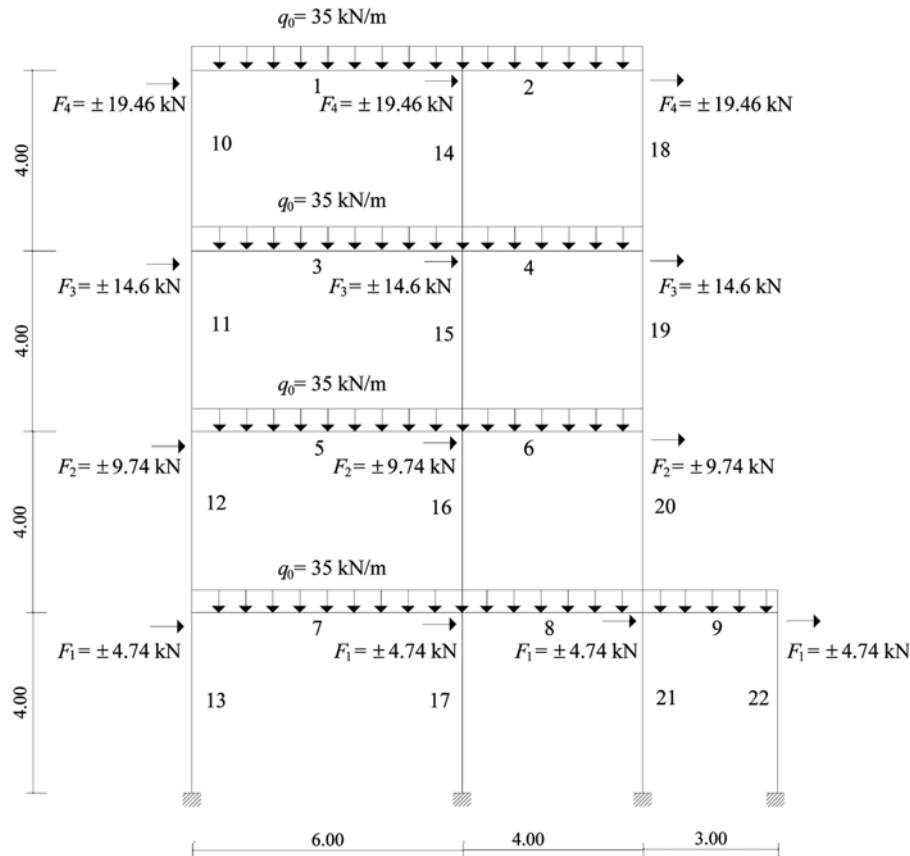 q₀= 35 kN/m
1
2
F₄= ± 19.46 kN
F₄= ± 19.46 kN
F₄= ± 19.46 kN
10
14
18
4.00
q₀= 35 kN/m
3
4
F₃= ± 14.6 kN
F₃= ± 14.6 kN
F₃= ± 14.6 kN
11
15
19
4.00
q₀= 35 kN/m
5
6
F₂= ± 9.74 kN
F₂= ± 9.74 kN
F₂= ± 9.74 kN
12
16
20
4.00
q₀= 35 kN/m
7
8
9
F₁= ± 4.74 kN
F₁= ± 4.74 kN
F₁= ± 4.74 kN
F₁= ± 4.74 kN
13
17
21
22
4.00
6.00
4.00
3.00